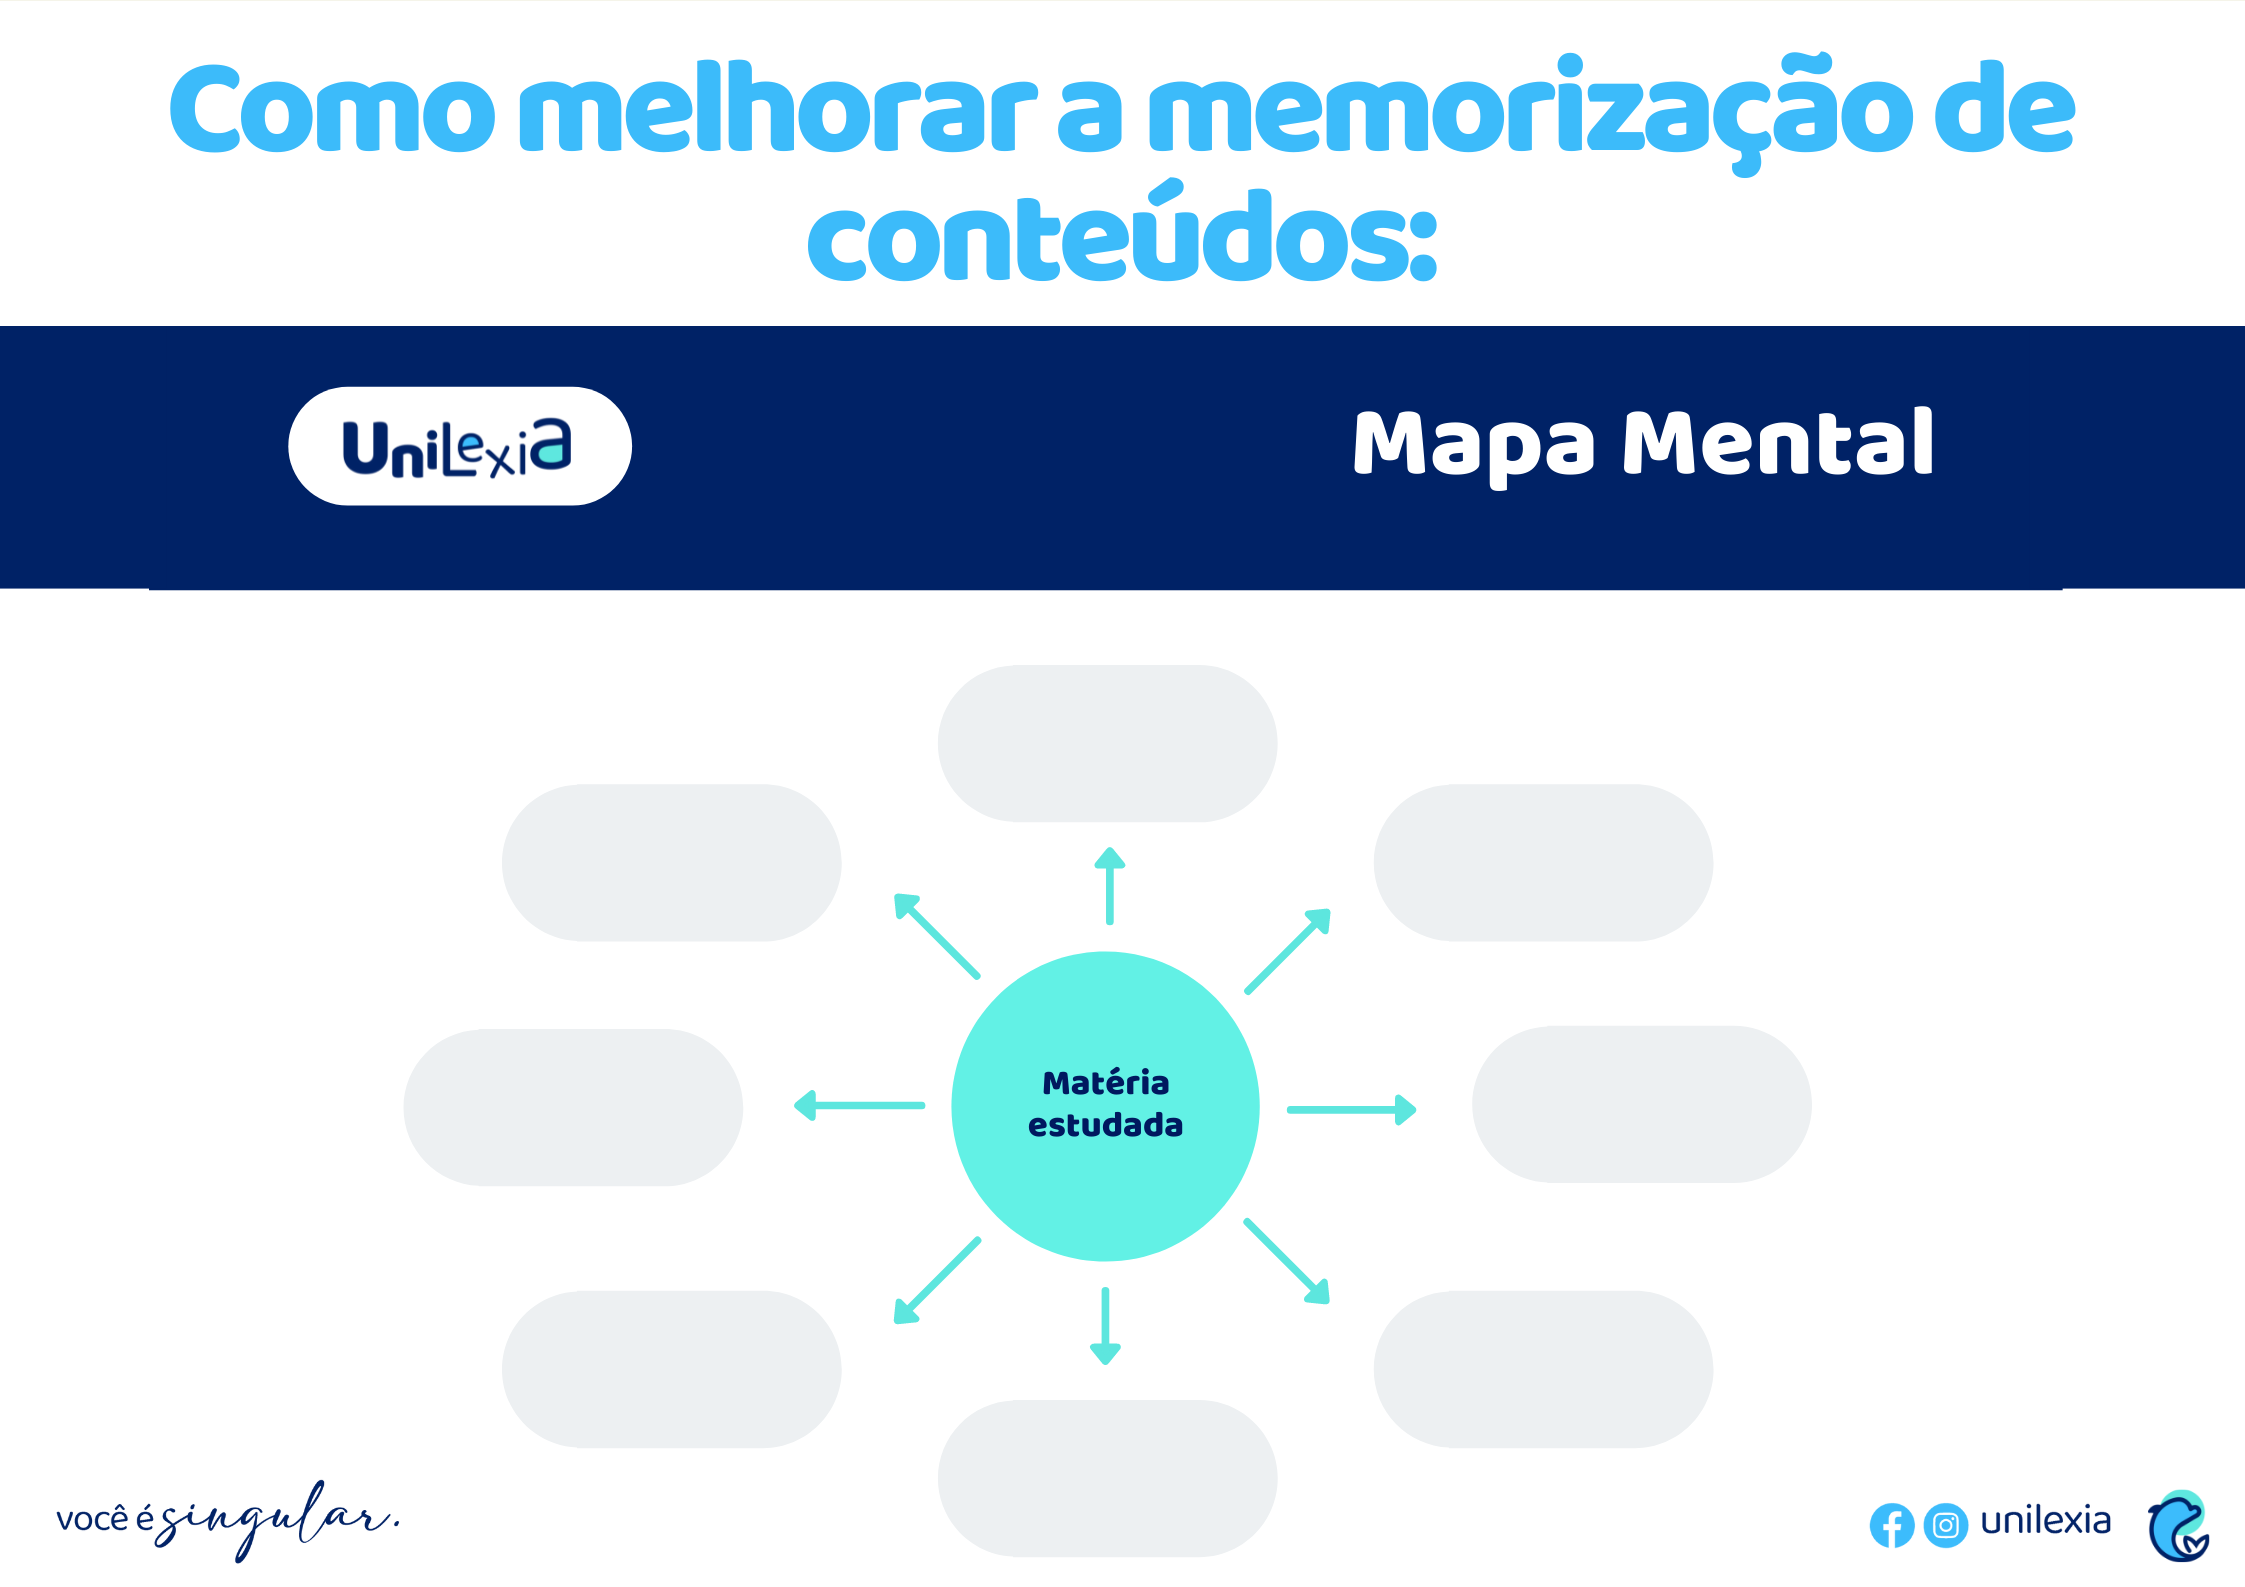 Como melhorar a memorização de
conteúdos:
UniLexia
Mapa Mental
Matéria
estudada
você é singular.
unilexia